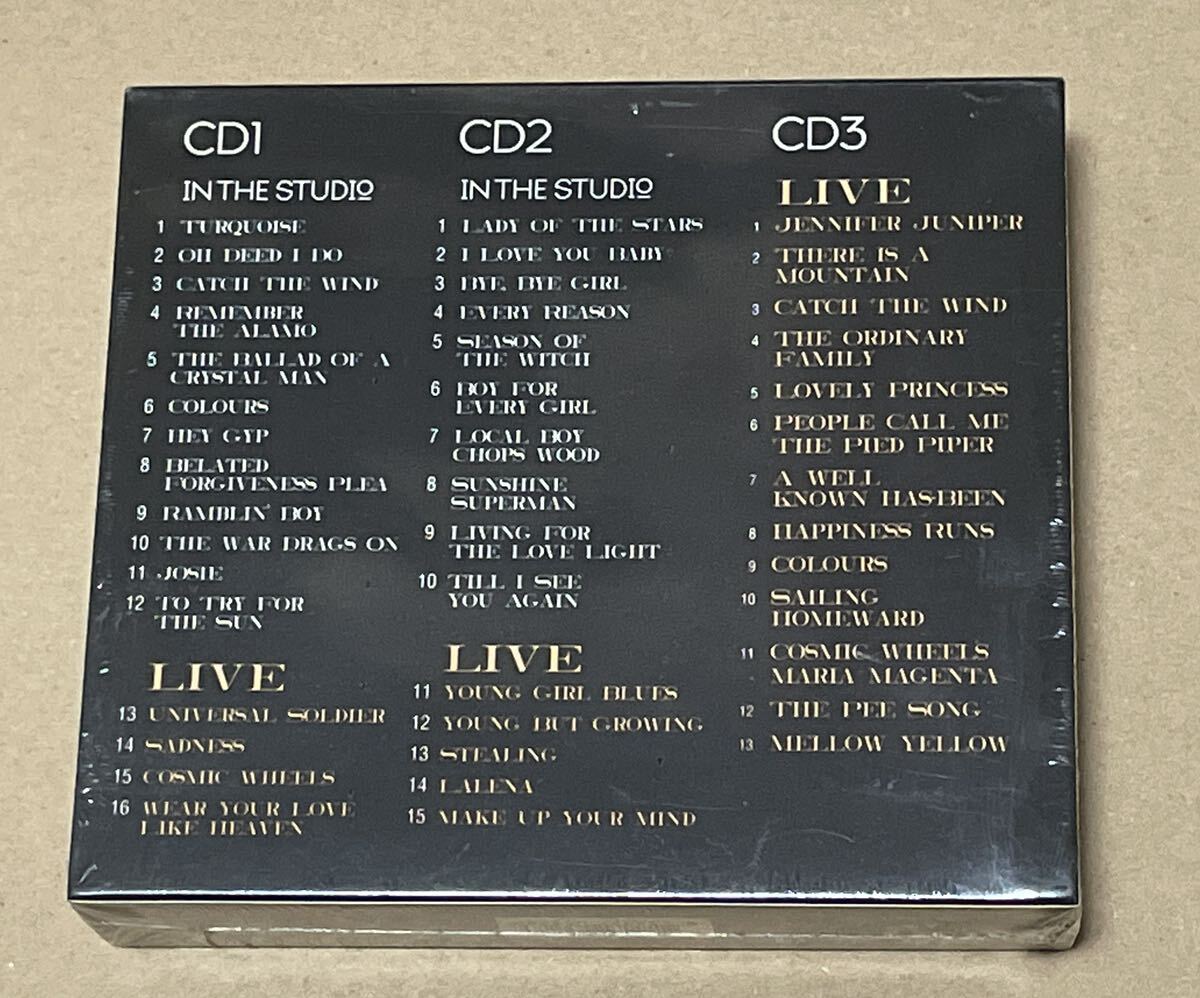 CD1
IN THE STUDIO
1 TURQUOISE
2 OH DEED I DO
3 CATCH THE WIND
4 REMEMBER
THE ALAMO
5 THE BALLAD OF A
CRYSTAL MAN
6 COLOURS
7 HEY GYP
8 BELATED
FORGIVENESS PLEA
9 RAMBLIN' BOY
10 THE WAR DRAGS ON
11 JOSIE
12 TO TRY FOR
THE SUN
LIVE
13 UNIVERSAL SOLDIER
14 SADNESS
15 COSMIC WHEELS
16 WEAR YOUR LOVE
LIKE HEAVEN
CD2
IN THE STUDIO
1 LADY OF THE STARS
2 I LOVE YOU BABY
3 BYE BYE GIRL
4 EVERY REASON
5 SEASON OF
THE WITCH
6 BOY FOR
EVERY GIRL
7 LOCAL BOY
CHOPS WOOD
8 SUNSHINE
SUPERMAN
9 LIVING FOR
THE LOVE LIGHT
10 TILL I SEE
YOU AGAIN
LIVE
11 YOUNG GIRL BLUES
12 YOUNG BUT GROWING
13 STEALING
14 LALENA
15 MAKE UP YOUR MIND
CD3
LIVE
1 JENNIFER JUNIPER
2 THERE IS A
MOUNTAIN
3 CATCH THE WIND
4 THE ORDINARY
FAMILY
5 LOVELY PRINCESS
6 PEOPLE CALL ME
THE PIED PIPER
7 A WELL
KNOWN HAS-BEEN
8 HAPPINESS RUNS
9 COLOURS
10 SAILING
HOMEWARD
11 COSMIC WHEELS
MARIA MAGENTA
12 THE PEE SONG
13 MELLOW YELLOW